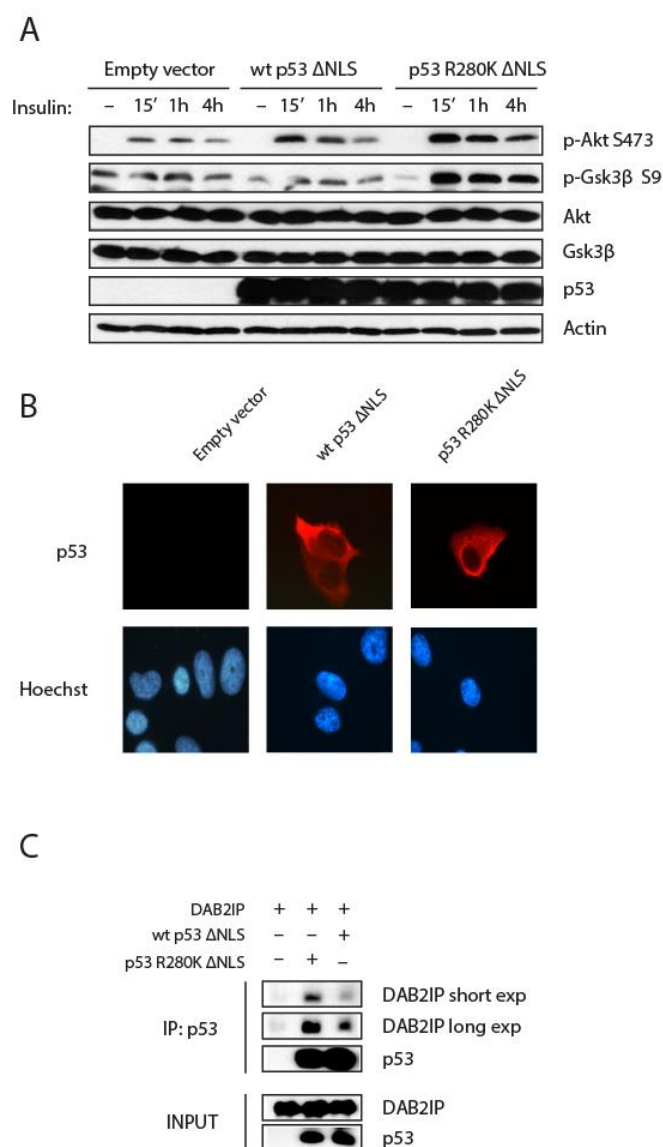 A
Empty vector wt p53 ΔNLS p53 R280K ΔNLS
Insulin: – 15' 1h 4h – 15' 1h 4h – 15' 1h 4h
p-Akt S473
p-Gsk3β S9
Akt
Gsk3β
p53
Actin
B
Empty vector wt p53 ΔNLS p53 R280K ΔNLS
p53
Hoechst
C
DAB2IP + + +
wt p53 ΔNLS – – +
p53 R280K ΔNLS – + –
IP: p53
DAB2IP short exp
DAB2IP long exp
p53
INPUT
DAB2IP
p53